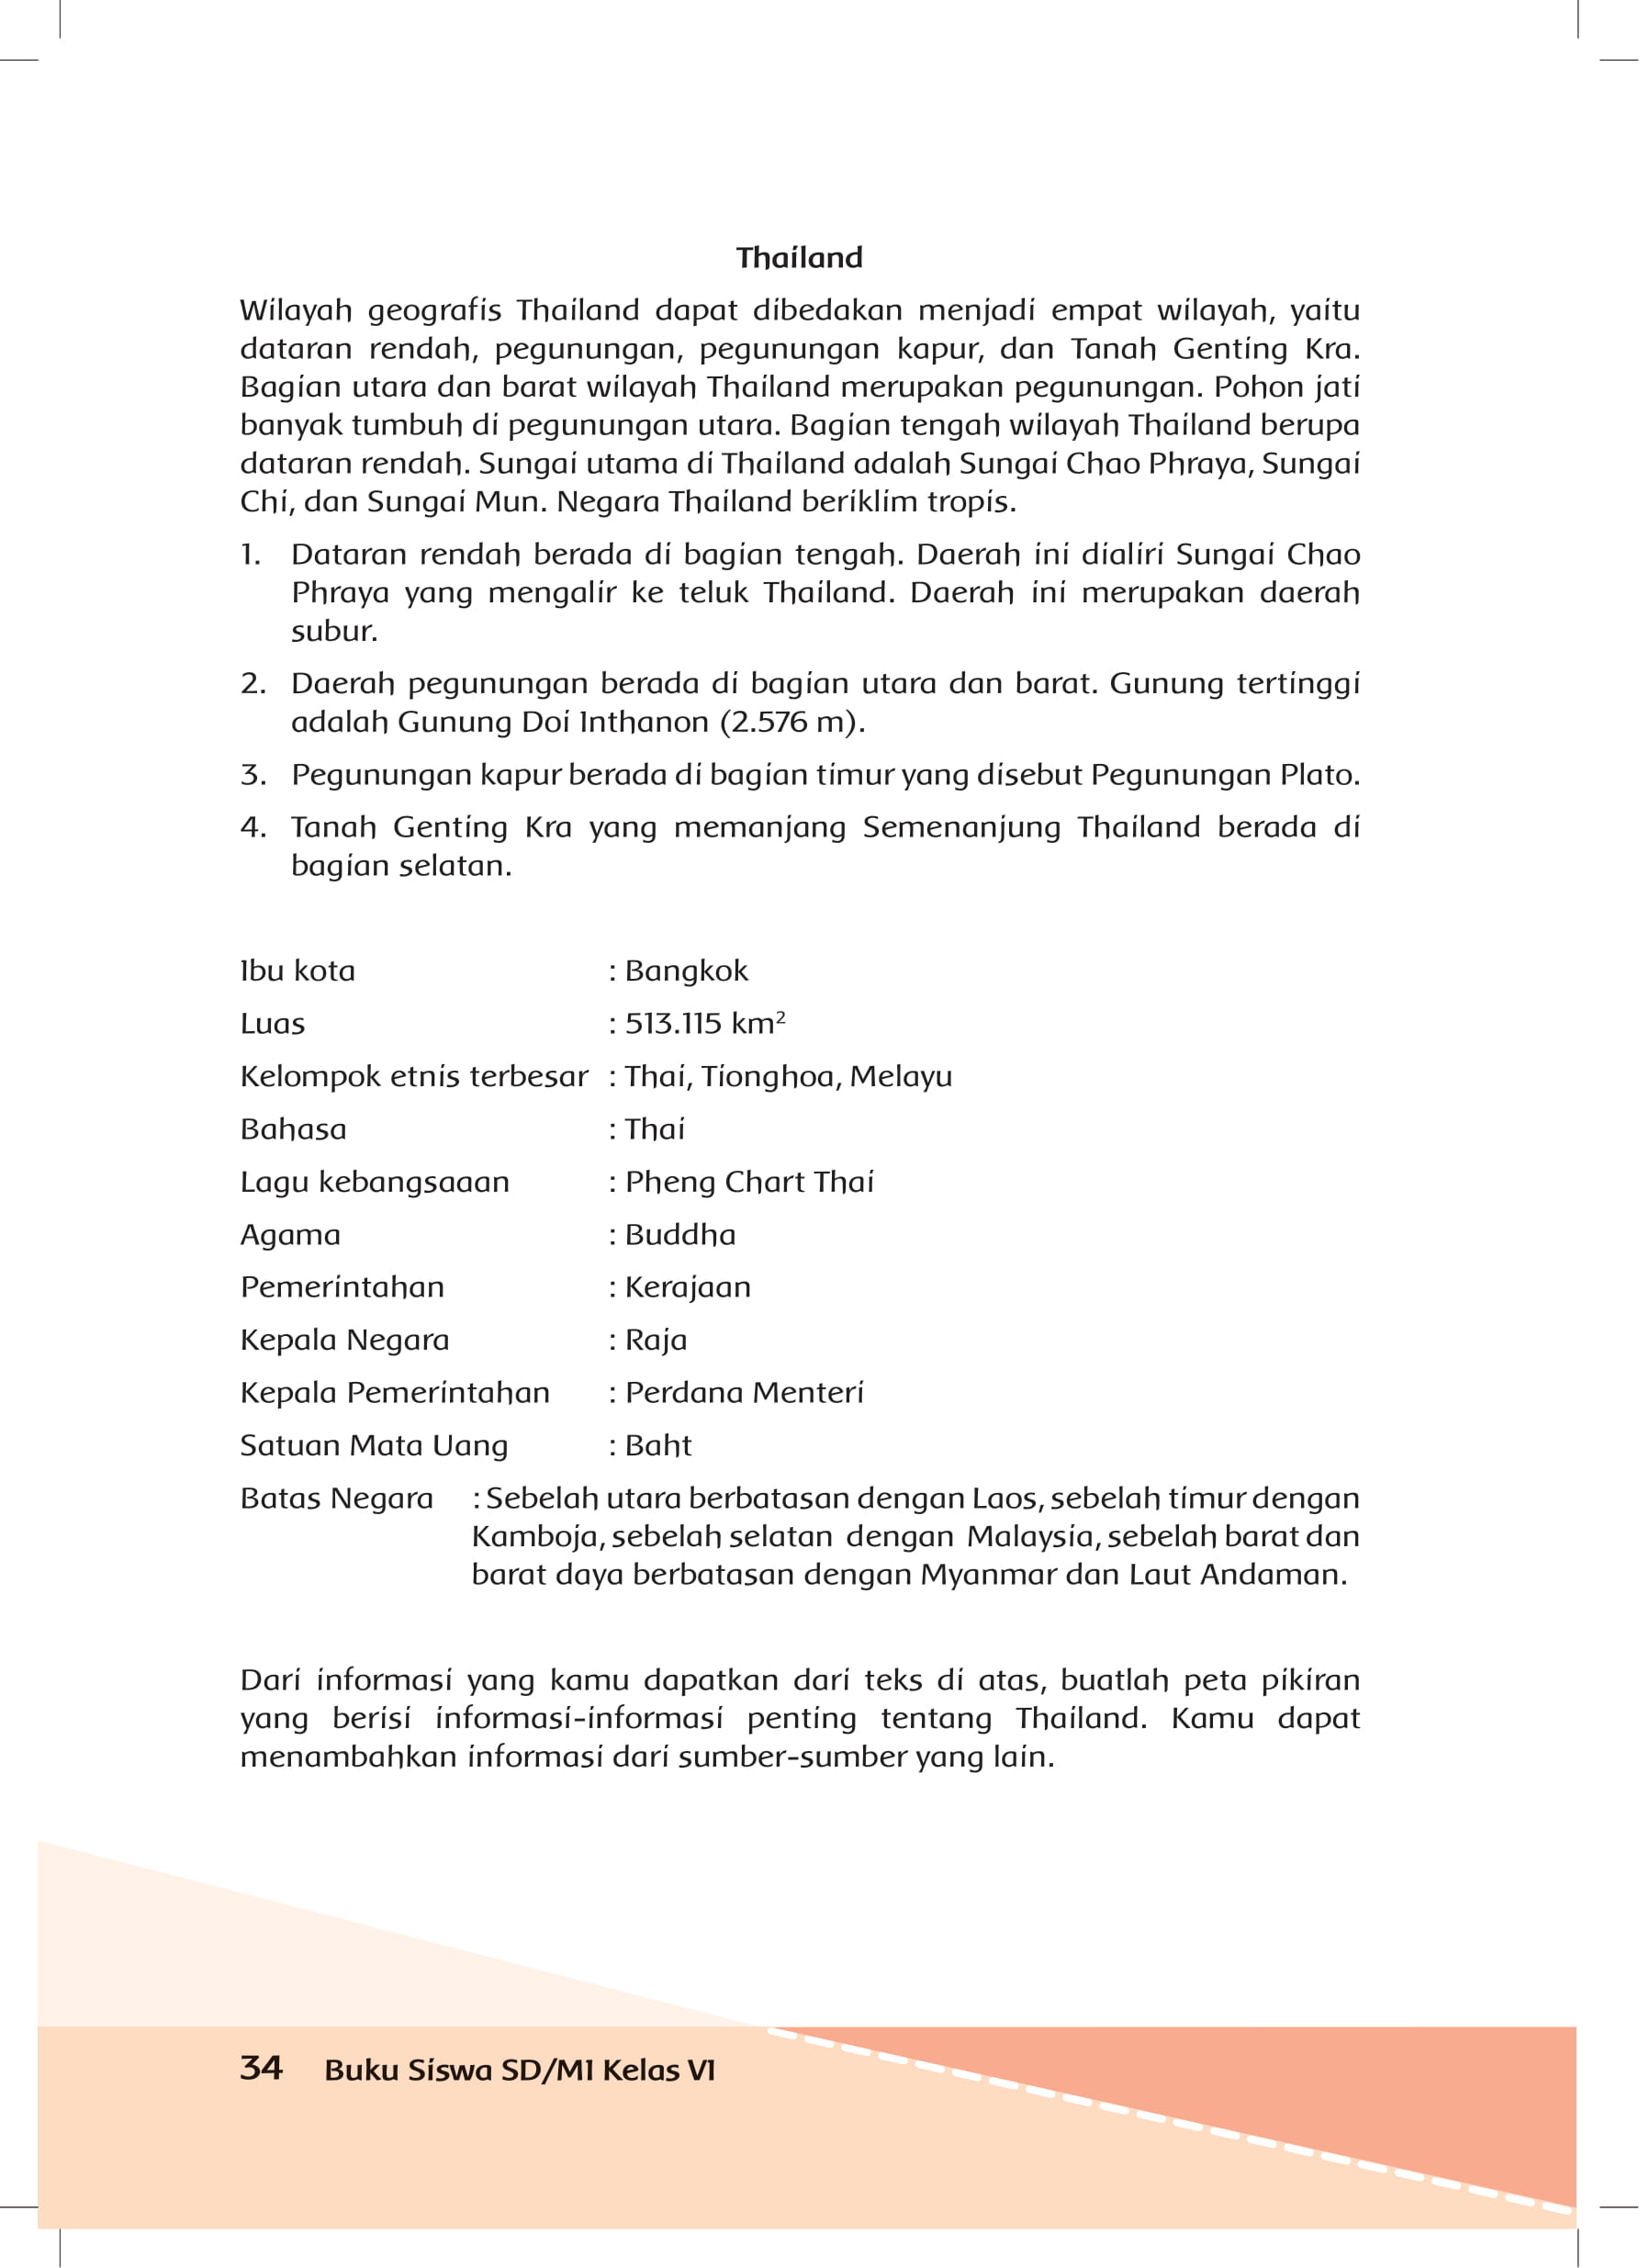 Thailand
Wilayah geografis Thailand dapat dibedakan menjadi empat wilayah, yaitu
dataran rendah, pegunungan, pegunungan kapur, dan Tanah Genting Kra.
Bagian utara dan barat wilayah Thailand merupakan pegunungan. Pohon jati
banyak tumbuh di pegunungan utara. Bagian tengah wilayah Thailand berupa
dataran rendah. Sungai utama di Thailand adalah Sungai Chao Phraya, Sungai
Chi, dan Sungai Mun. Negara Thailand beriklim tropis.
1. Dataran rendah berada di bagian tengah. Daerah ini dialiri Sungai Chao
Phraya yang mengalir ke teluk Thailand. Daerah ini merupakan daerah
subur.
2. Daerah pegunungan berada di bagian utara dan barat. Gunung tertinggi
adalah Gunung Doi Inthanon (2.576 m).
3. Pegunungan kapur berada di bagian timur yang disebut Pegunungan Plato.
4. Tanah Genting Kra yang memanjang Semenanjung Thailand berada di
bagian selatan.
Ibu kota : Bangkok
Luas : 513.115 km²
Kelompok etnis terbesar : Thai, Tionghoa, Melayu
Bahasa : Thai
Lagu kebangsaaan : Pheng Chart Thai
Agama : Buddha
Pemerintahan : Kerajaan
Kepala Negara : Raja
Kepala Pemerintahan : Perdana Menteri
Satuan Mata Uang : Baht
Batas Negara : Sebelah utara berbatasan dengan Laos, sebelah timur dengan
Kamboja, sebelah selatan dengan Malaysia, sebelah barat dan
barat daya berbatasan dengan Myanmar dan Laut Andaman.
Dari informasi yang kamu dapatkan dari teks di atas, buatlah peta pikiran
yang berisi informasi-informasi penting tentang Thailand. Kamu dapat
menambahkan informasi dari sumber-sumber yang lain.
34 Buku Siswa SD/MI Kelas VI